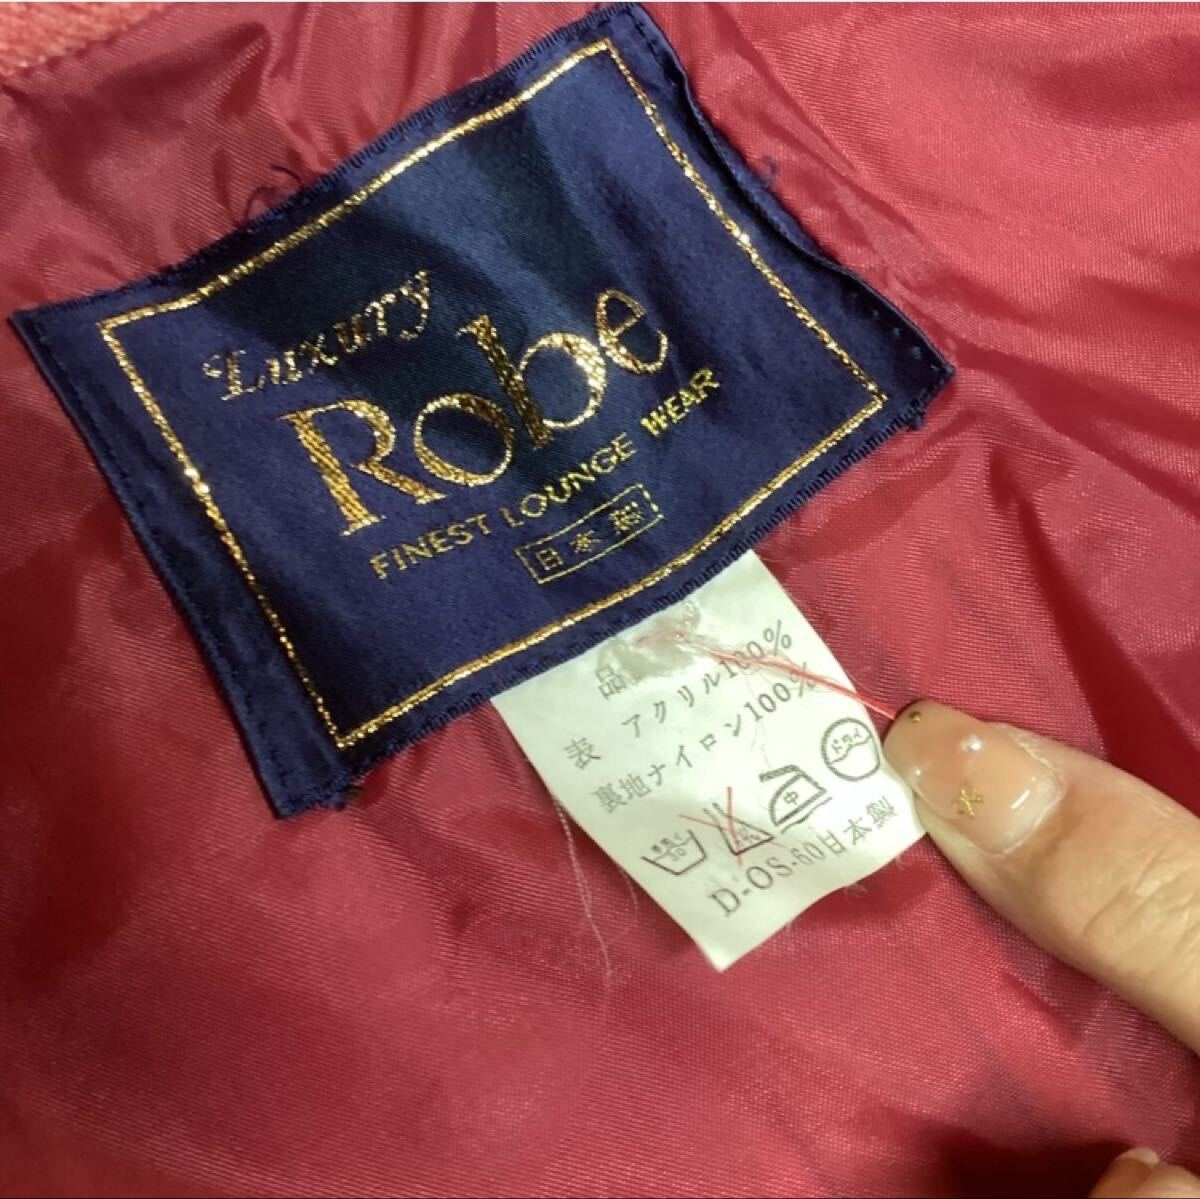 Luxury
Robe
FINEST LOUNGE WEAR
日本製
品
表 アクリル100%
裏地ナイロン100%
30 中 ドライ
D-OS-60日本製